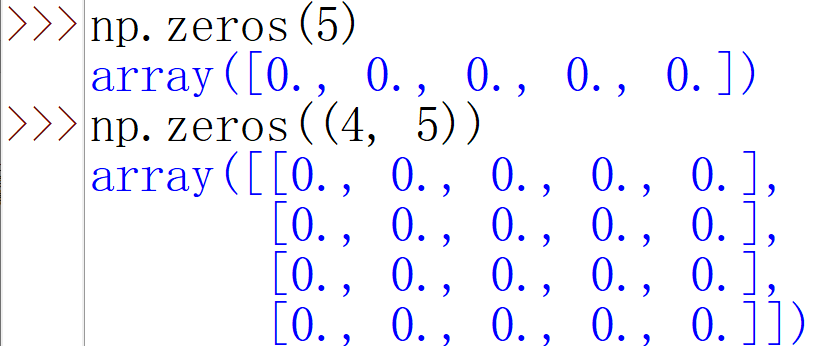 >>> np.zeros(5)
array([0., 0., 0., 0., 0.])
>>> np.zeros((4, 5))
array([[0., 0., 0., 0., 0.],
       [0., 0., 0., 0., 0.],
       [0., 0., 0., 0., 0.],
       [0., 0., 0., 0., 0.]])